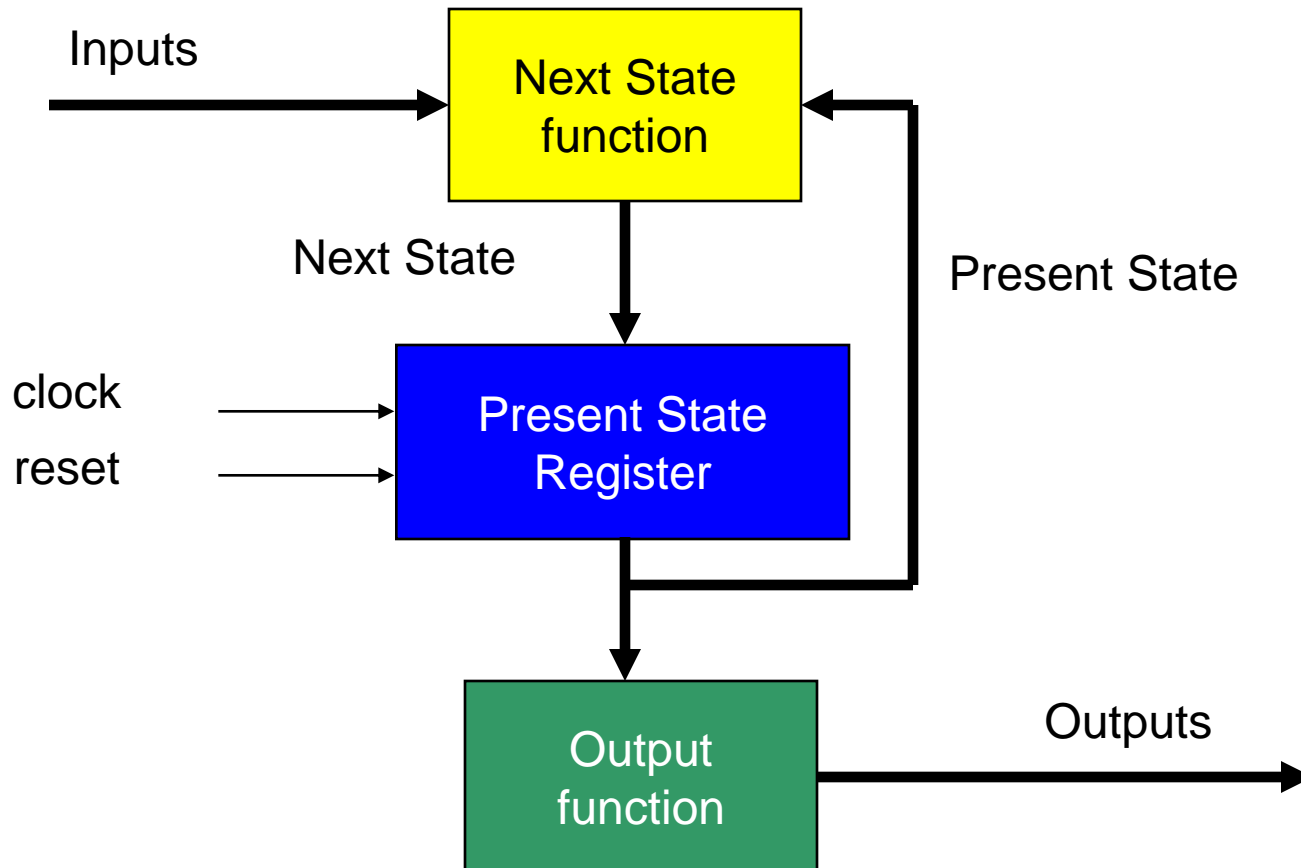 Inputs
Next State
function
Next State
Present State
clock
reset
Present State
Register
Output
function
Outputs